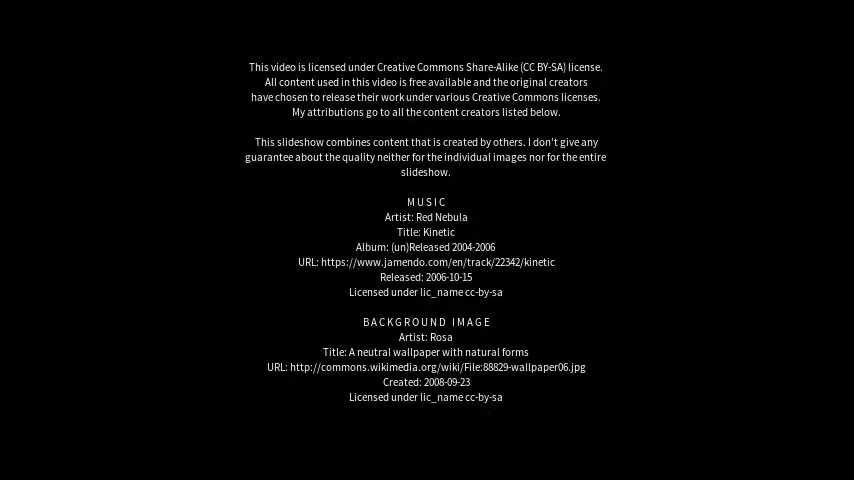 This video is licensed under Creative Commons Share-Alike (CC BY-SA) license.
All content used in this video is free available and the original creators
have chosen to release their work under various Creative Commons licenses.
My attributions go to all the content creators listed below.
This slideshow combines content that is created by others. I don't give any
guarantee about the quality neither for the individual images nor for the entire
slideshow.
MUSIC
Artist: Red Nebula
Title: Kinetic
Album: (un)Released 2004-2006
URL: https://www.jamendo.com/en/track/22342/kinetic
Released: 2006-10-15
Licensed under lic_name cc-by-sa
BACKGROUND IMAGE
Artist: Rosa
Title: A neutral wallpaper with natural forms
URL: http://commons.wikimedia.org/wiki/File:88829-wallpaper06.jpg
Created: 2008-09-23
Licensed under lic_name cc-by-sa